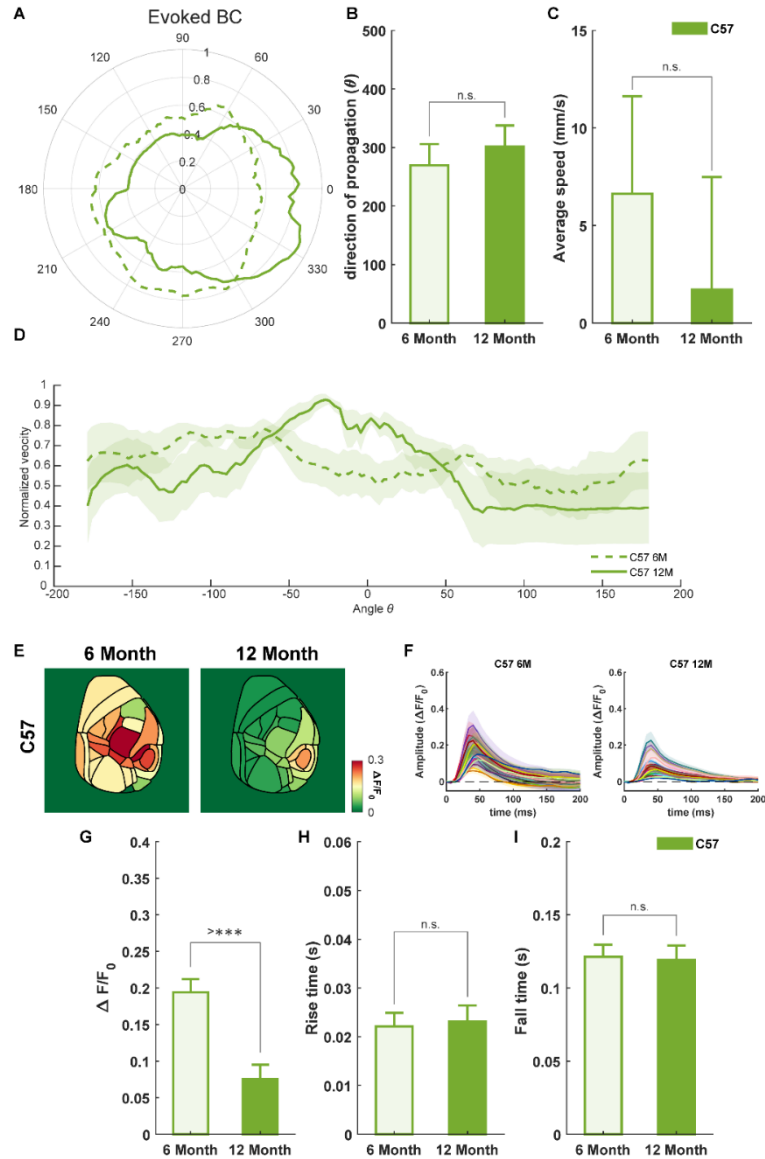 A
Evoked BC
90
120
60
1
0.8
150
30
0.6
0.4
0.2
180
0
0
210
330
240
300
270
B
500
400
300
200
100
0
direction of propagation (θ)
n.s.
6 Month
12 Month
C
C57
15
10
5
0
Average speed (mm/s)
n.s.
6 Month
12 Month
D
1
0.9
0.8
0.7
0.6
0.5
0.4
0.3
0.2
0.1
0
Normalized veocity
C57 6M
C57 12M
-200
-150
-100
-50
0
50
100
150
200
Angle θ
E
6 Month
12 Month
C57
0.3
Δ F/F0
0
F
C57 6M
0.6
0.4
0.2
0
Amplitude (ΔF/F0)
0
50
100
150
200
time (ms)
C57 12M
0.6
0.4
0.2
0
Amplitude (ΔF/F0)
0
50
100
150
200
time (ms)
G
0.4
0.35
0.3
0.25
0.2
0.15
0.1
0.05
0
Δ F/F0
>***
6 Month
12 Month
H
0.06
0.05
0.04
0.03
0.02
0.01
0.00
Rise time (s)
n.s.
6 Month
12 Month
I
C57
0.2
0.15
0.10
0.05
0
Fall time (s)
n.s.
6 Month
12 Month